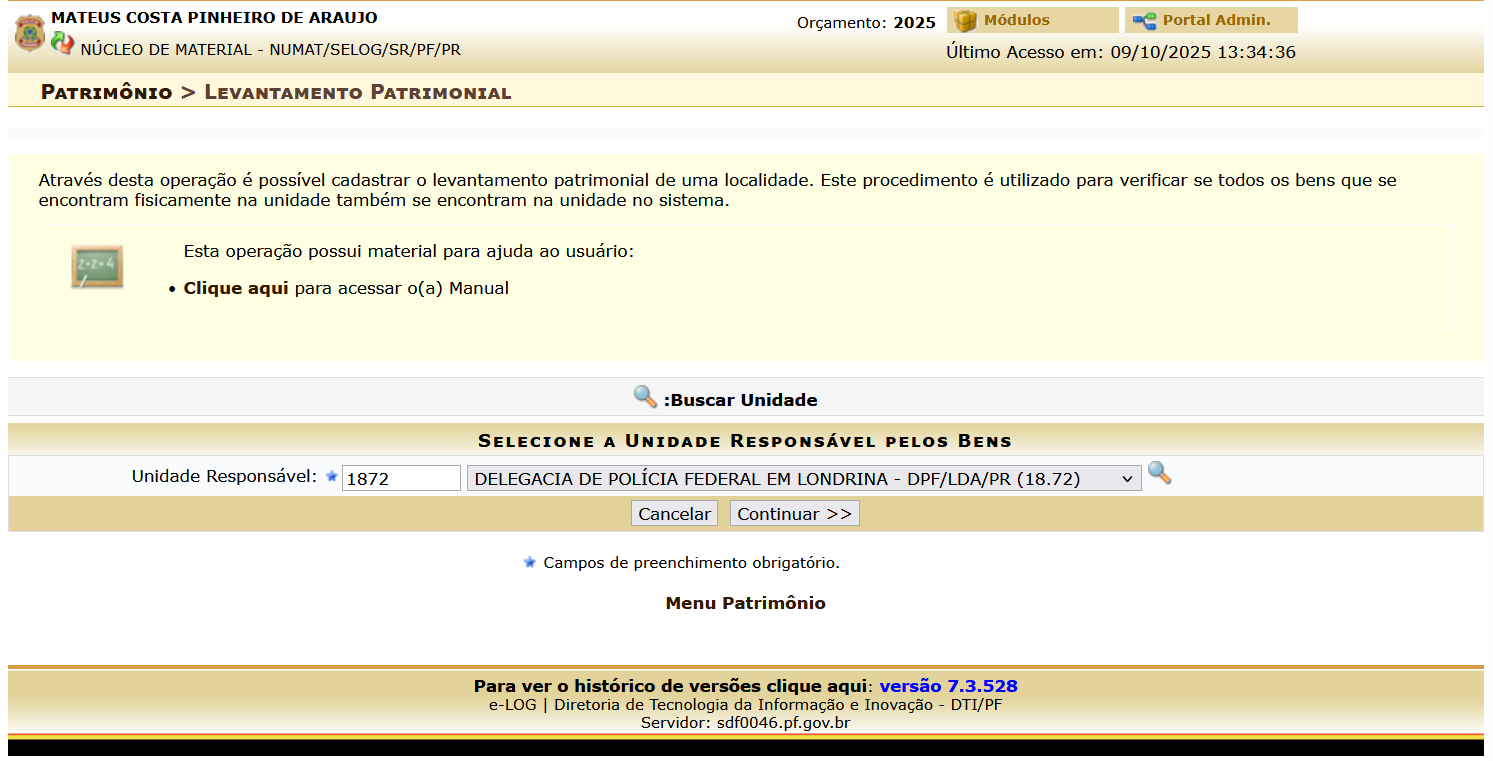 MATEUS COSTA PINHEIRO DE ARAUJO
NÚCLEO DE MATERIAL - NUMAT/SELOG/SR/PF/PR
Orçamento: 2025
Módulos
Portal Admin.
Último Acesso em: 09/10/2025 13:34:36
Patrimônio > Levantamento Patrimonial
Através desta operação é possível cadastrar o levantamento patrimonial de uma localidade. Este procedimento é utilizado para verificar se todos os bens que se
encontram fisicamente na unidade também se encontram na unidade no sistema.
2+2=4
Esta operação possui material para ajuda ao usuário:
• Clique aqui para acessar o(a) Manual
:Buscar Unidade
Selecione a Unidade Responsável pelos Bens
Unidade Responsável: 1872 DELEGACIA DE POLÍCIA FEDERAL EM LONDRINA - DPF/LDA/PR (18.72)
Cancelar Continuar >>
Campos de preenchimento obrigatório.
Menu Patrimônio
Para ver o histórico de versões clique aqui: versão 7.3.528
e-LOG | Diretoria de Tecnologia da Informação e Inovação - DTI/PF
Servidor: sdf0046.pf.gov.br